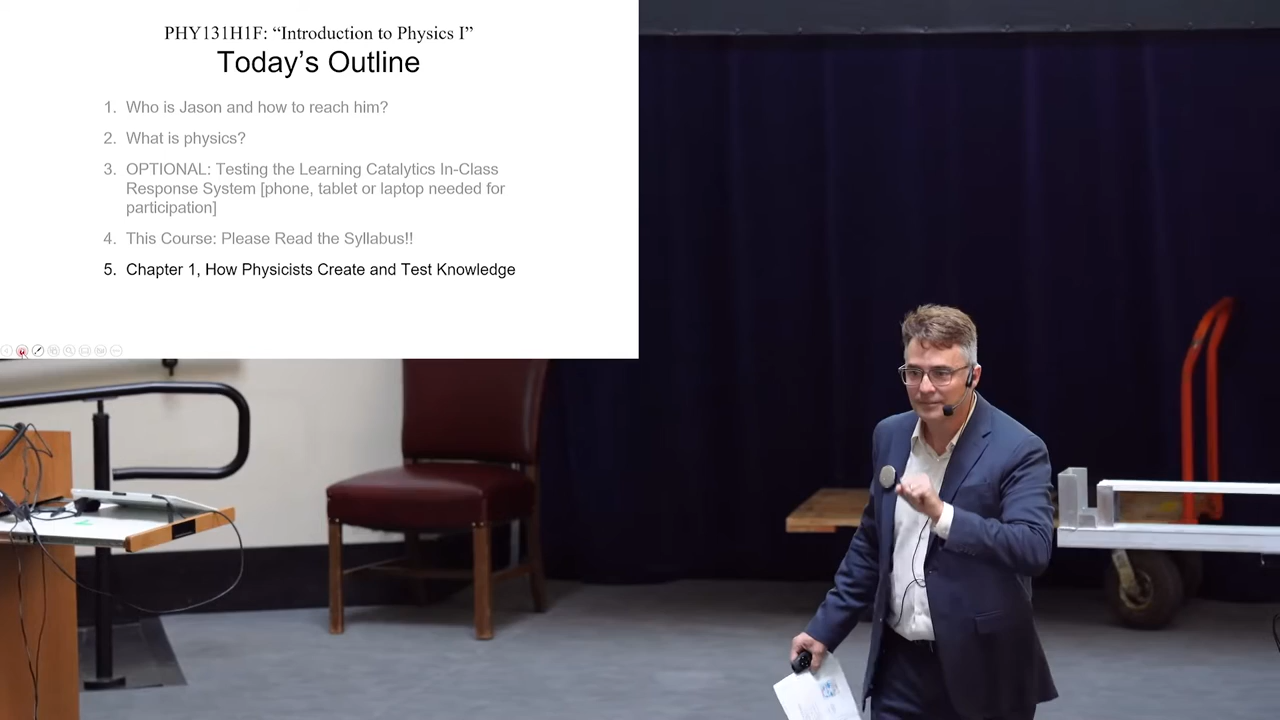 PHY131H1F: “Introduction to Physics I”
Today’s Outline
1. Who is Jason and how to reach him?
2. What is physics?
3. OPTIONAL: Testing the Learning Catalytics In-Class
Response System [phone, tablet or laptop needed for
participation]
4. This Course: Please Read the Syllabus!!
5. Chapter 1, How Physicists Create and Test Knowledge